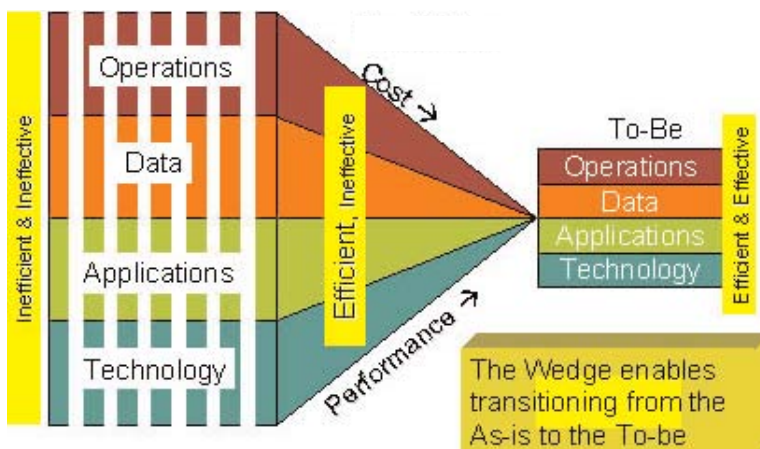 Inefficient & Ineffective
Operations
Data
Applications
Technology
Efficient, Ineffective
Cost →
Performance →
To-Be
Operations
Data
Applications
Technology
Efficient & Effective
The Wedge enables
transitioning from the
As-is to the To-be